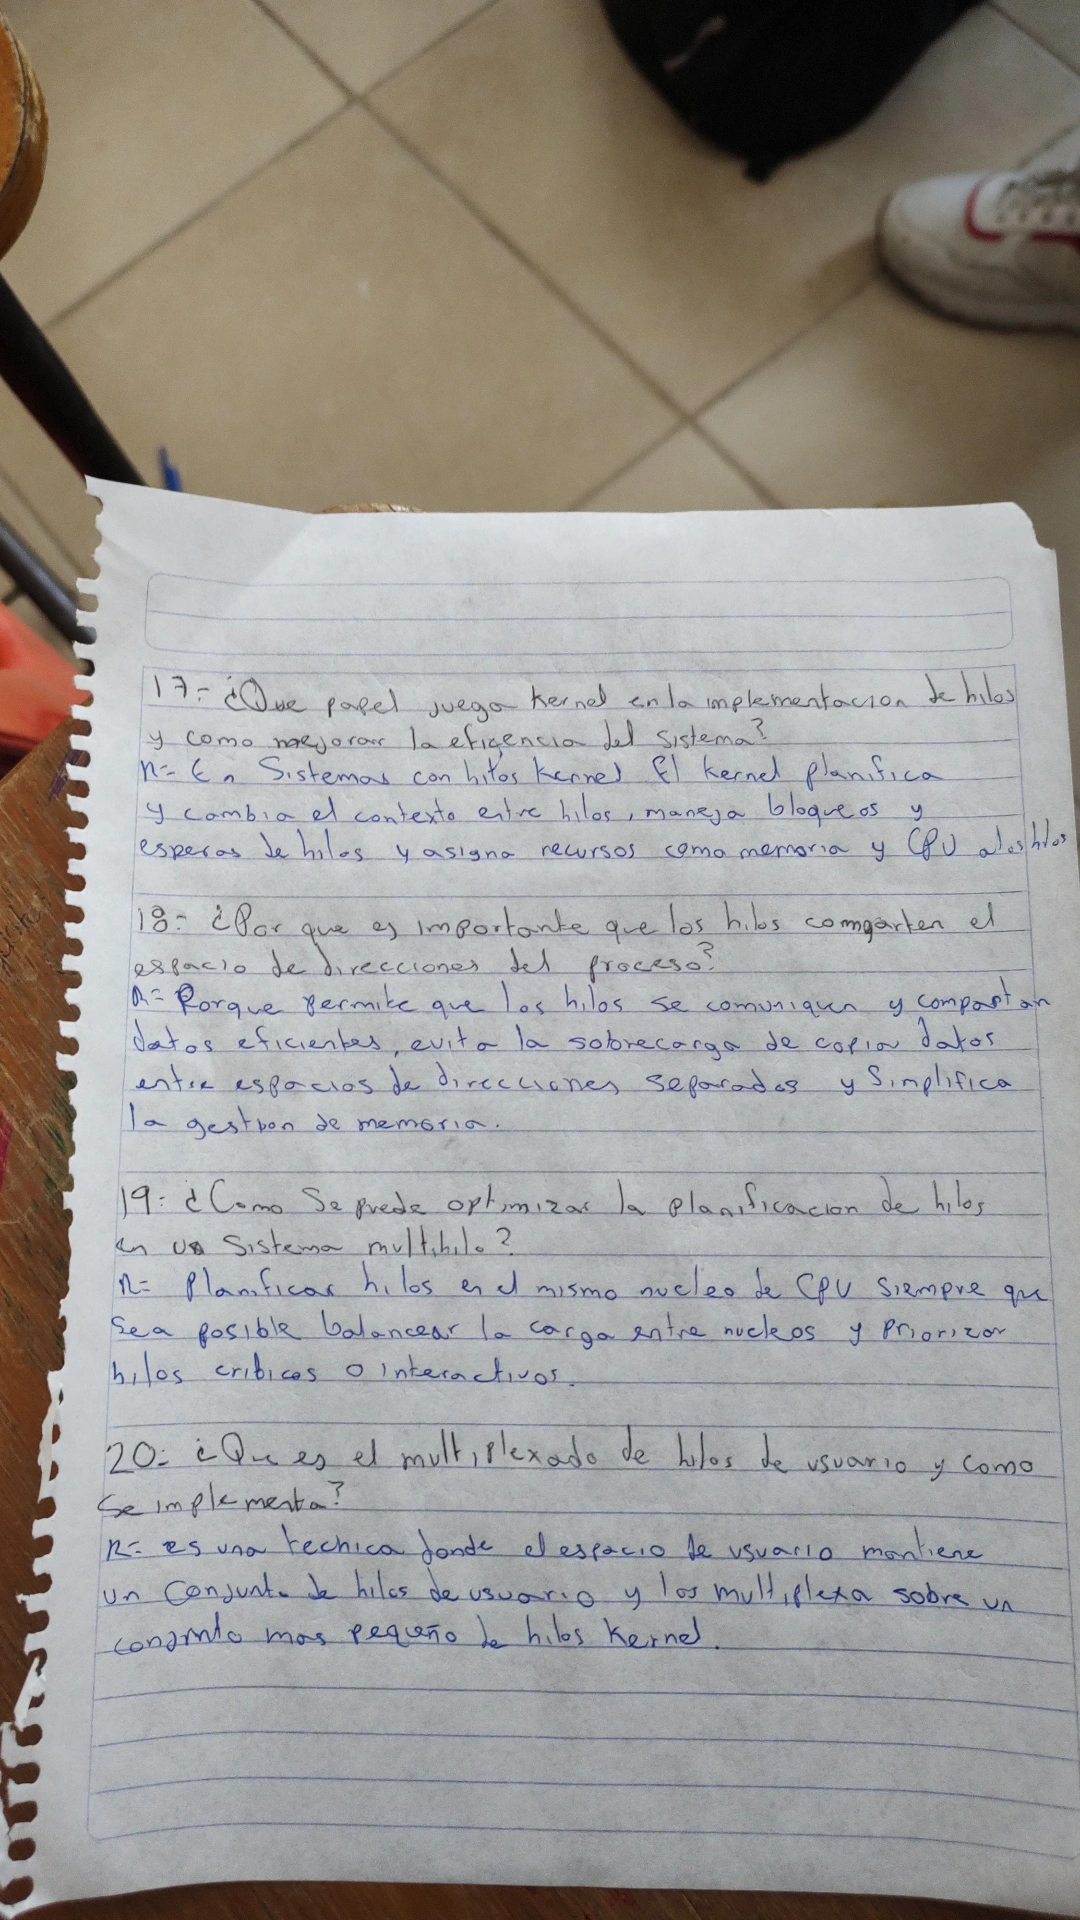 17= ¿Que papel juega kernel en la implementacion de hilos
y como mejorar la eficencia del sistema?
R= En Sistemas con hilos kernel El kernel planifica
y cambia el contexto entre hilos, maneja bloqueos y
esperas de hilos y asigna recursos como memoria y CPU a los hilos
18= ¿Por que es importante que los hilos comparten el
espacio de direcciones del proceso?
R= Porque permite que los hilos se comuniquen y compartan
datos eficientes, evita la sobrecarga de copiar datos
entre espacios de direcciones separados y Simplifica
la gestion de memoria.
19= ¿Como Se puede optimizar la planificacion de hilos
en un sistema multihilo?
R= Planificar hilos en el mismo nucleo de CPU siempre que
sea posible balancear la carga entre nucleos y priorizar
hilos criticos o interactivos.
20= ¿Que es el multiplexado de hilos de usuario y como
se implementa?
R= es una technica donde el espacio de usuario mantiene
un conjunto de hilos de usuario y los multiplexa sobre un
conjunto mas pequeño de hilos kernel.